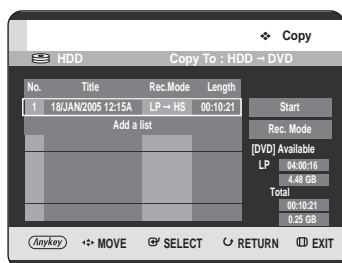 ❖ Copy
HDD Copy To : HDD → DVD
No. Title Rec.Mode Length
1 18/JAN/2005 12:15A LP → HS 00:10:21
Add a list
Start
Rec. Mode
[DVD] Available
LP 04:00:16
4.48 GB
Total
00:10:21
0.25 GB
Anykey MOVE SELECT RETURN EXIT